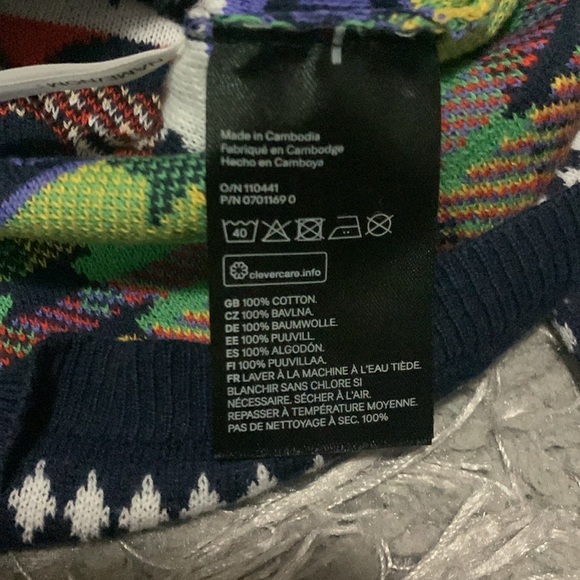 Made in Cambodia
Fabriqué en Cambodge
Hecho en Camboya
O/N 110441
P/N 0701169 0
40
clevercare.info
GB 100% COTTON.
CZ 100% BAVLNA.
DE 100% BAUMWOLLE.
EE 100% PUUVILL.
ES 100% ALGODÓN.
FI 100% PUUVILLAA.
FR LAVER À LA MACHINE À L'EAU TIÈDE.
BLANCHIR SANS CHLORE SI
NÉCESSAIRE. SÉCHER À L'AIR.
REPASSER À TEMPÉRATURE MOYENNE.
PAS DE NETTOYAGE À SEC. 100%